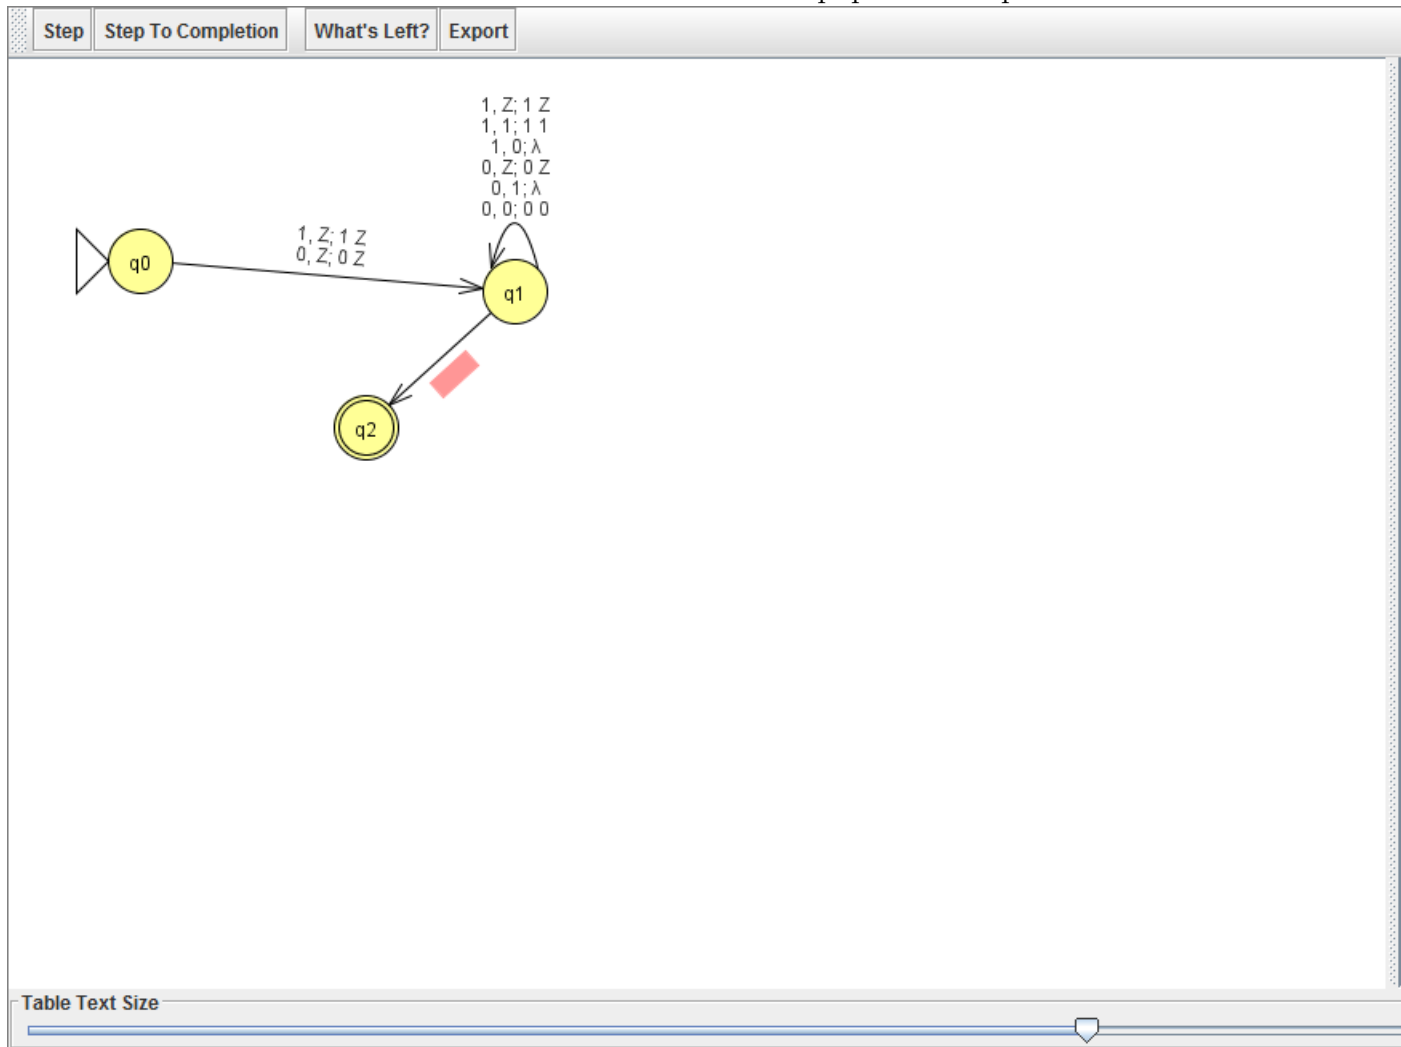 Step Step To Completion What's Left? Export
1, Z; 1 Z
1, 1; 1 1
1, 0; λ
0, Z; 0 Z
0, 1; λ
0, 0; 0 0
1, Z; 1 Z
0, Z; 0 Z
q0
q1
q2
Table Text Size